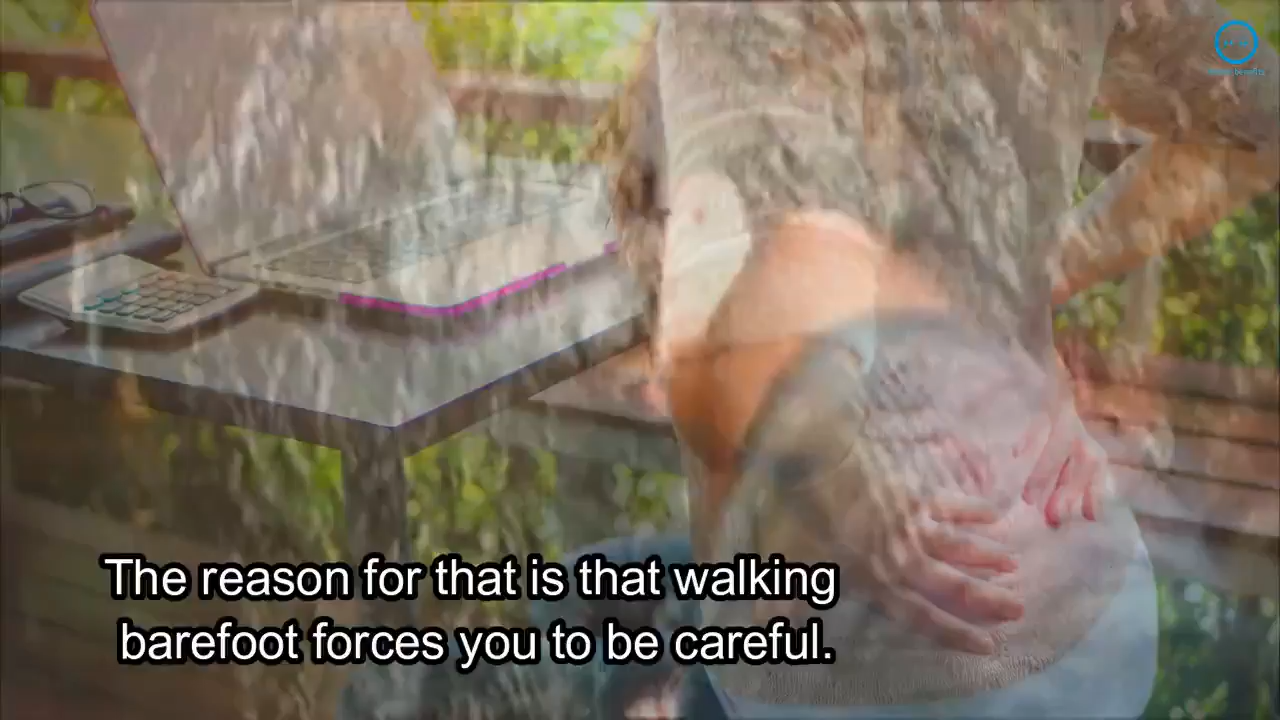 The reason for that is that walking
barefoot forces you to be careful.